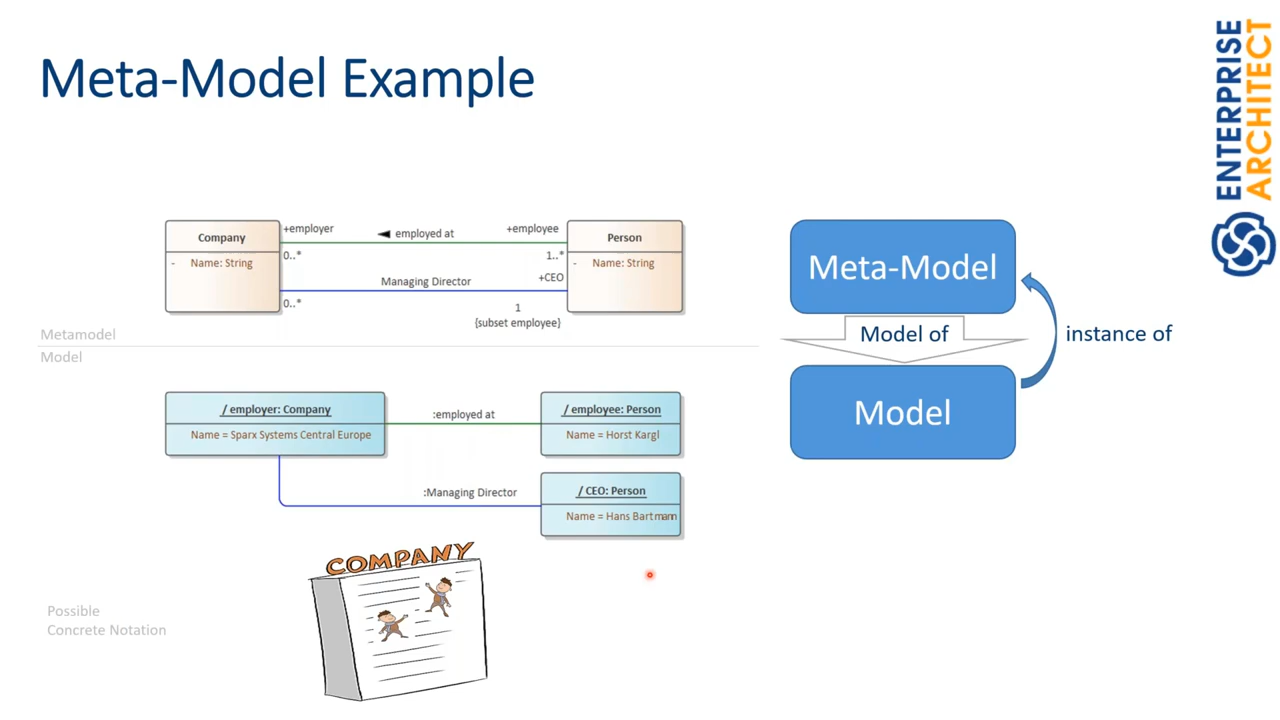 Meta-Model Example
ENTERPRISE
ARCHITECT
Company
- Name: String
+employer
employed at
+employee
0..*
1..*
Managing Director
+CEO
0..*
1
{subset employee}
Person
- Name: String
Metamodel
Model
/ employer: Company
Name = Sparx Systems Central Europe
:employed at
/ employee: Person
Name = Horst Kargl
:Managing Director
/ CEO: Person
Name = Hans Bartmann
COMPANY
Possible
Concrete Notation
Meta-Model
Model of
instance of
Model